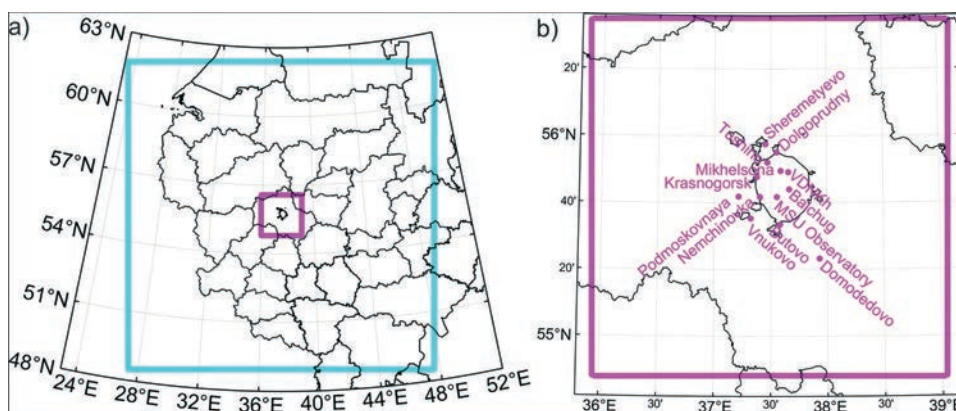 a)
63°N
60°N
57°N
54°N
51°N
48°N
24°E
28°E
32°E
36°E
40°E
44°E
48°E
52°E
b)
20'
56°N
40'
20'
55°N
36°E
30'
37°E
30'
38°E
30'
39°E
Sheremetyevo
Dolgoprudny
Mikhelsona
Krasnogorsk
Podmoskovnaya
Nemchinovka
Vnukovo
Butovo
Domodedovo
MSU Observatory
Balchug